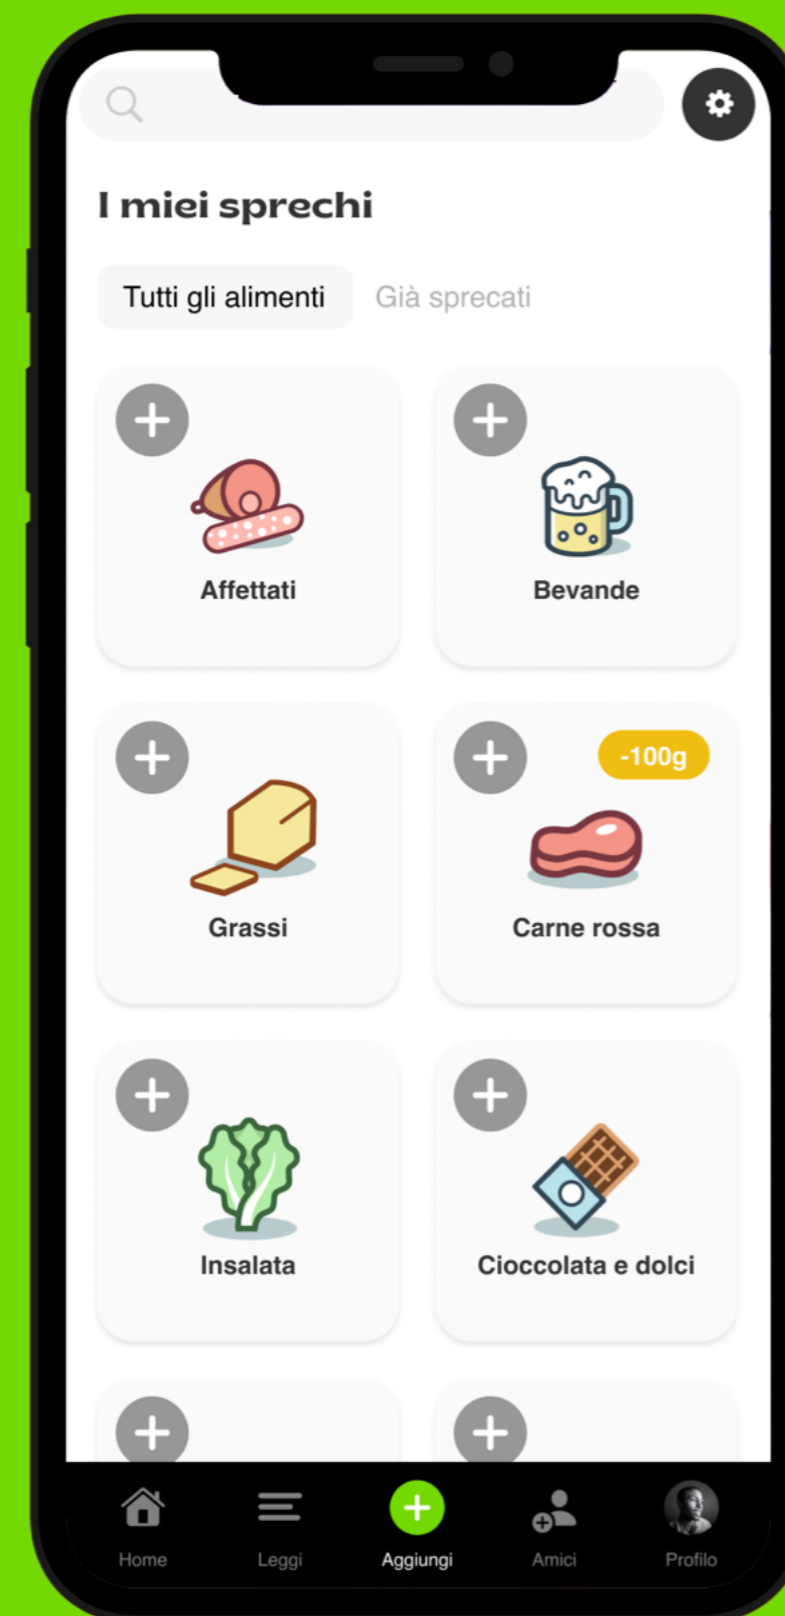 I miei sprechi
Tutti gli alimenti Già sprecati
Affettati Bevande
-100g
Grassi Carne rossa
Insalata Cioccolata e dolci
Home Leggi Aggiungi Amici Profilo